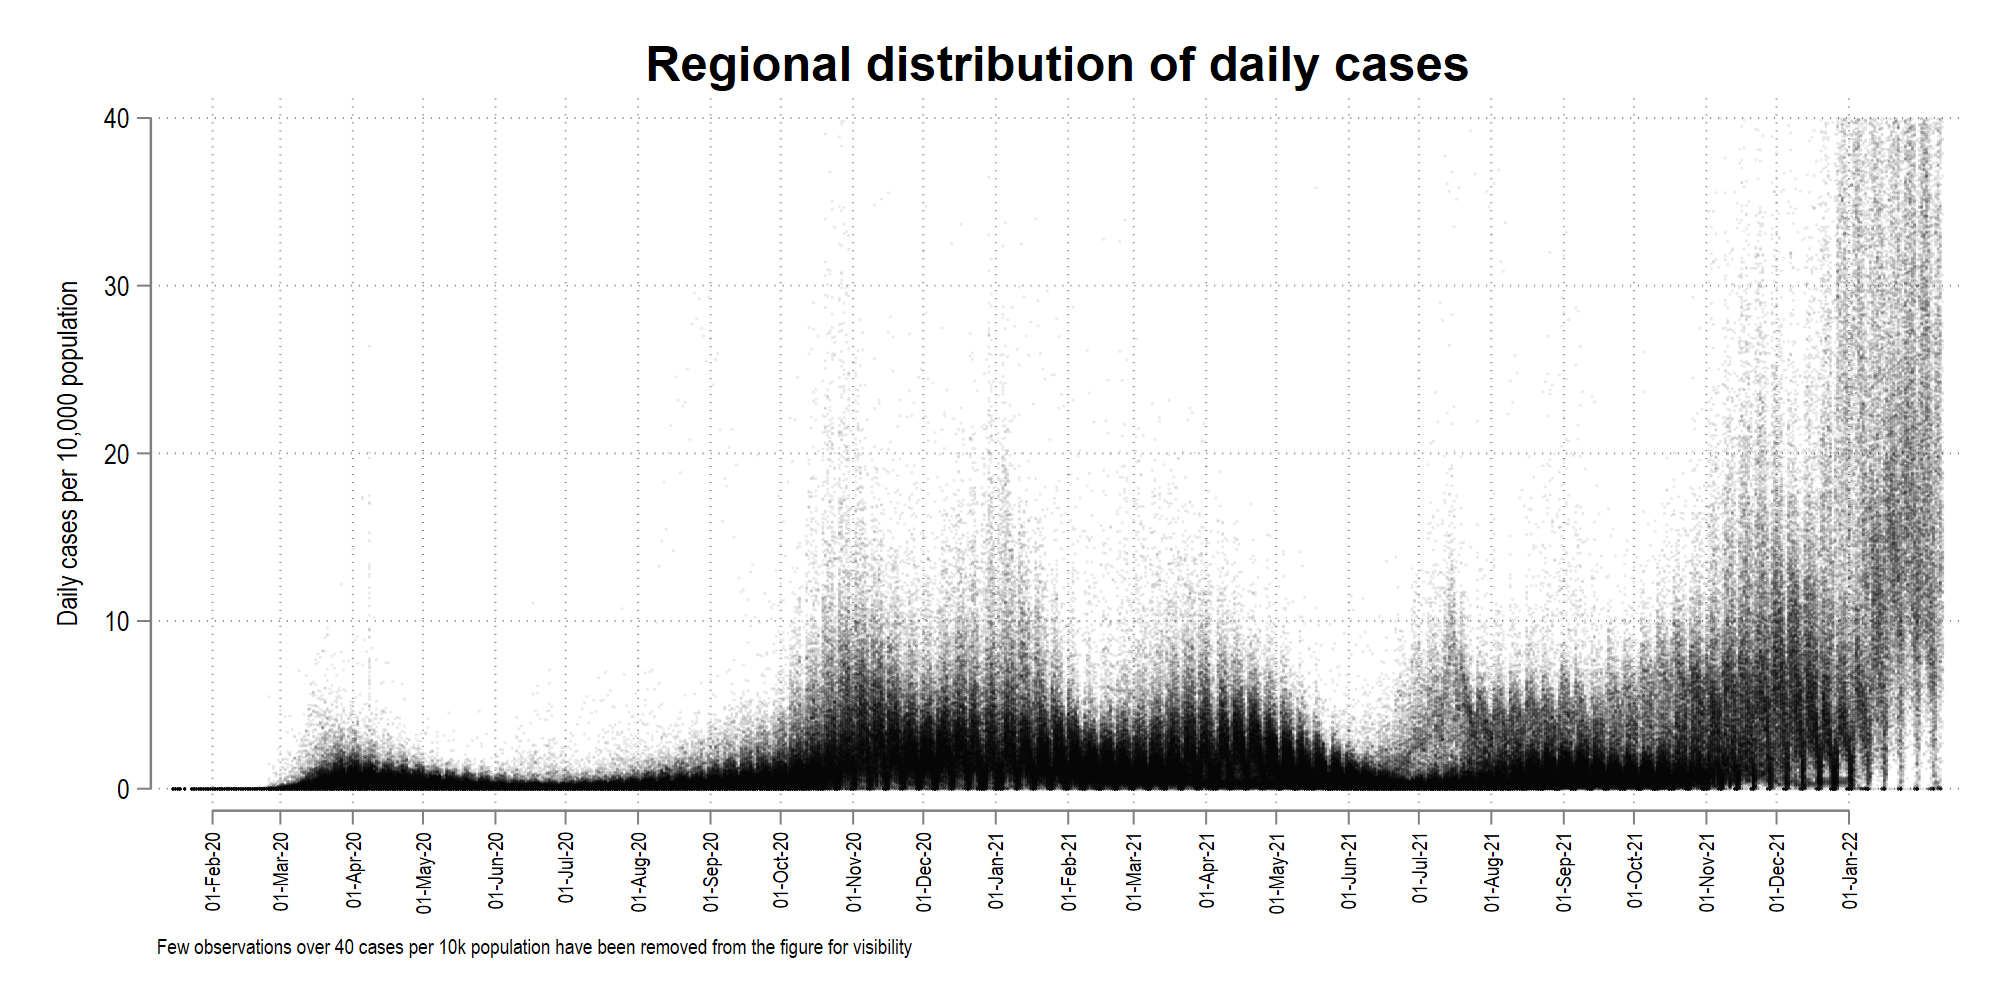 Regional distribution of daily cases
Daily cases per 10,000 population
40
30
20
10
0
01-Feb-20
01-Mar-20
01-Apr-20
01-May-20
01-Jun-20
01-Jul-20
01-Aug-20
01-Sep-20
01-Oct-20
01-Nov-20
01-Dec-20
01-Jan-21
01-Feb-21
01-Mar-21
01-Apr-21
01-May-21
01-Jun-21
01-Jul-21
01-Aug-21
01-Sep-21
01-Oct-21
01-Nov-21
01-Dec-21
01-Jan-22
Few observations over 40 cases per 10k population have been removed from the figure for visibility